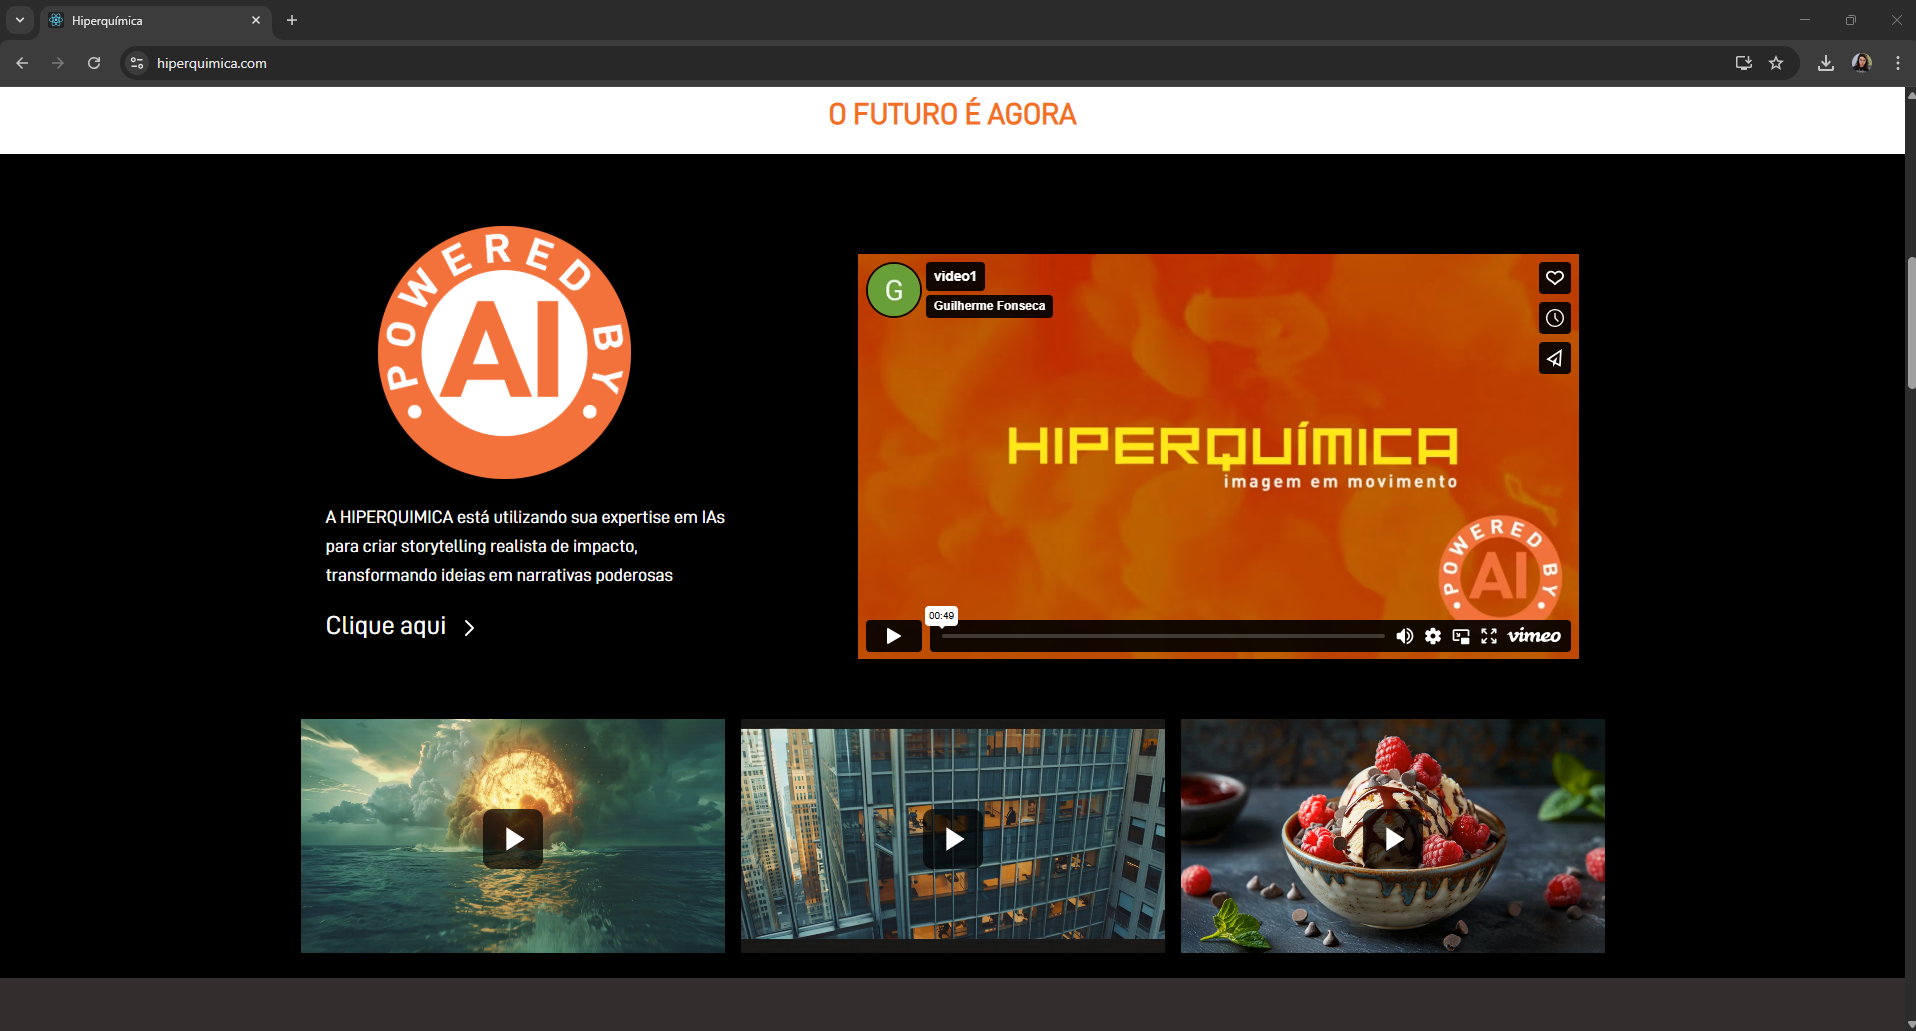 Hiperquímica
hiperquimica.com
O FUTURO É AGORA
POWERED BY
AI
A HIPERQUIMICA está utilizando sua expertise em IAs
para criar storytelling realista de impacto,
transformando ideias em narrativas poderosas
Clique aqui
G
video1
Guilherme Fonseca
HIPERQUÍMICA
imagem em movimento
POWERED BY
AI
00:49
vimeo